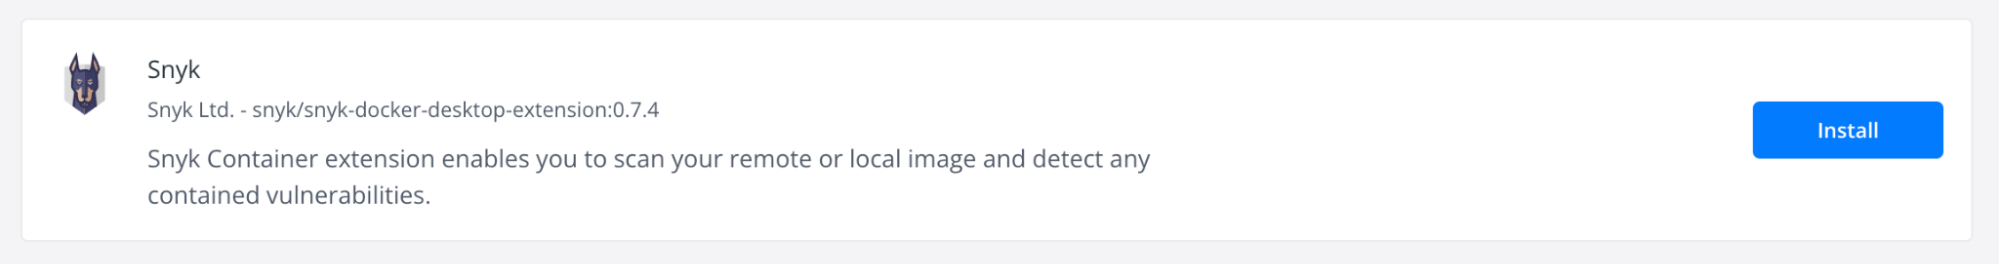 Snyk
Snyk Ltd. - snyk/snyk-docker-desktop-extension:0.7.4
Snyk Container extension enables you to scan your remote or local image and detect any
contained vulnerabilities.
Install